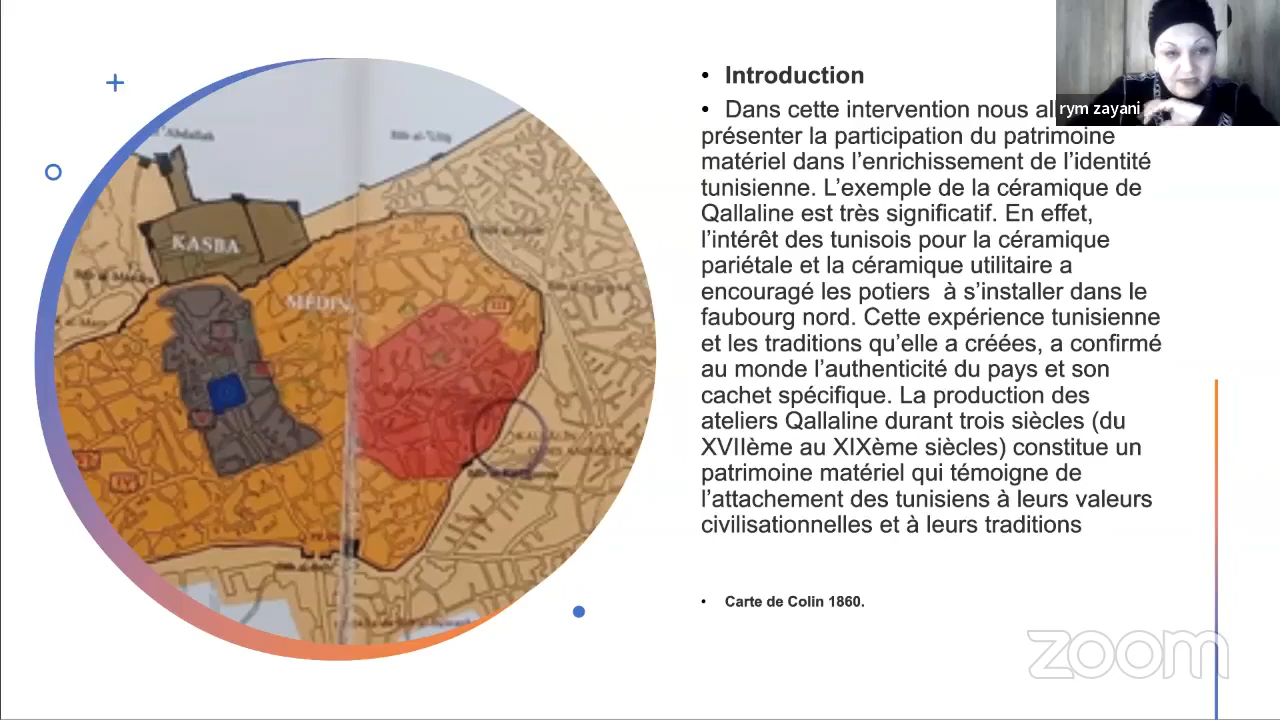 Introduction
Dans cette intervention nous al
présenter la participation du patrimoine
matériel dans l’enrichissement de l’identité
tunisienne. L’exemple de la céramique de
Qallaline est très significatif. En effet,
l’intérêt des tunisois pour la céramique
pariétale et la céramique utilitaire a
encouragé les potiers à s’installer dans le
faubourg nord. Cette expérience tunisienne
et les traditions qu’elle a créées, a confirmé
au monde l’authenticité du pays et son
cachet spécifique. La production des
ateliers Qallaline durant trois siècles (du
XVIIème au XIXème siècles) constitue un
patrimoine matériel qui témoigne de
l’attachement des tunisiens à leurs valeurs
civilisationnelles et à leurs traditions
Carte de Colin 1860.
rym zayani
KASBA
MÉDIN
III
zoom